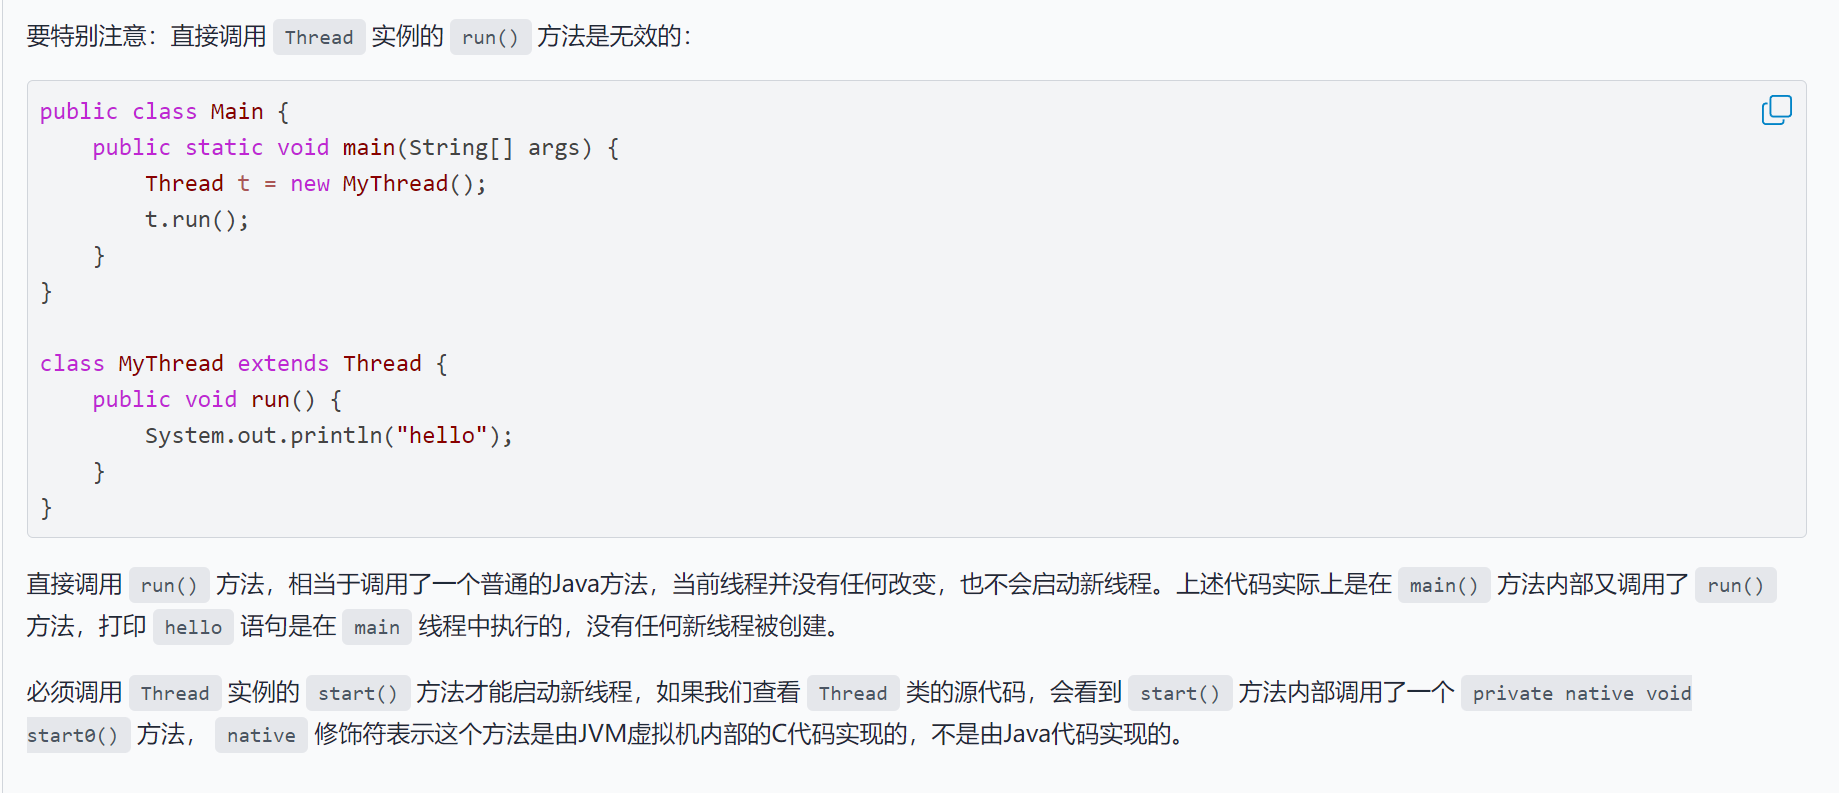 要特别注意：直接调用 Thread 实例的 run() 方法是无效的：
public class Main {
    public static void main(String[] args) {
        Thread t = new MyThread();
        t.run();
    }
}

class MyThread extends Thread {
    public void run() {
        System.out.println("hello");
    }
}
直接调用 run() 方法，相当于调用了一个普通的Java方法，当前线程并没有任何改变，也不会启动新线程。上述代码实际上是在 main() 方法内部又调用了 run()
方法，打印 hello 语句是在 main 线程中执行的，没有任何新线程被创建。
必须调用 Thread 实例的 start() 方法才能启动新线程，如果我们查看 Thread 类的源代码，会看到 start() 方法内部调用了一个 private native void
start0() 方法， native 修饰符表示这个方法是由JVM虚拟机内部的C代码实现的，不是由Java代码实现的。